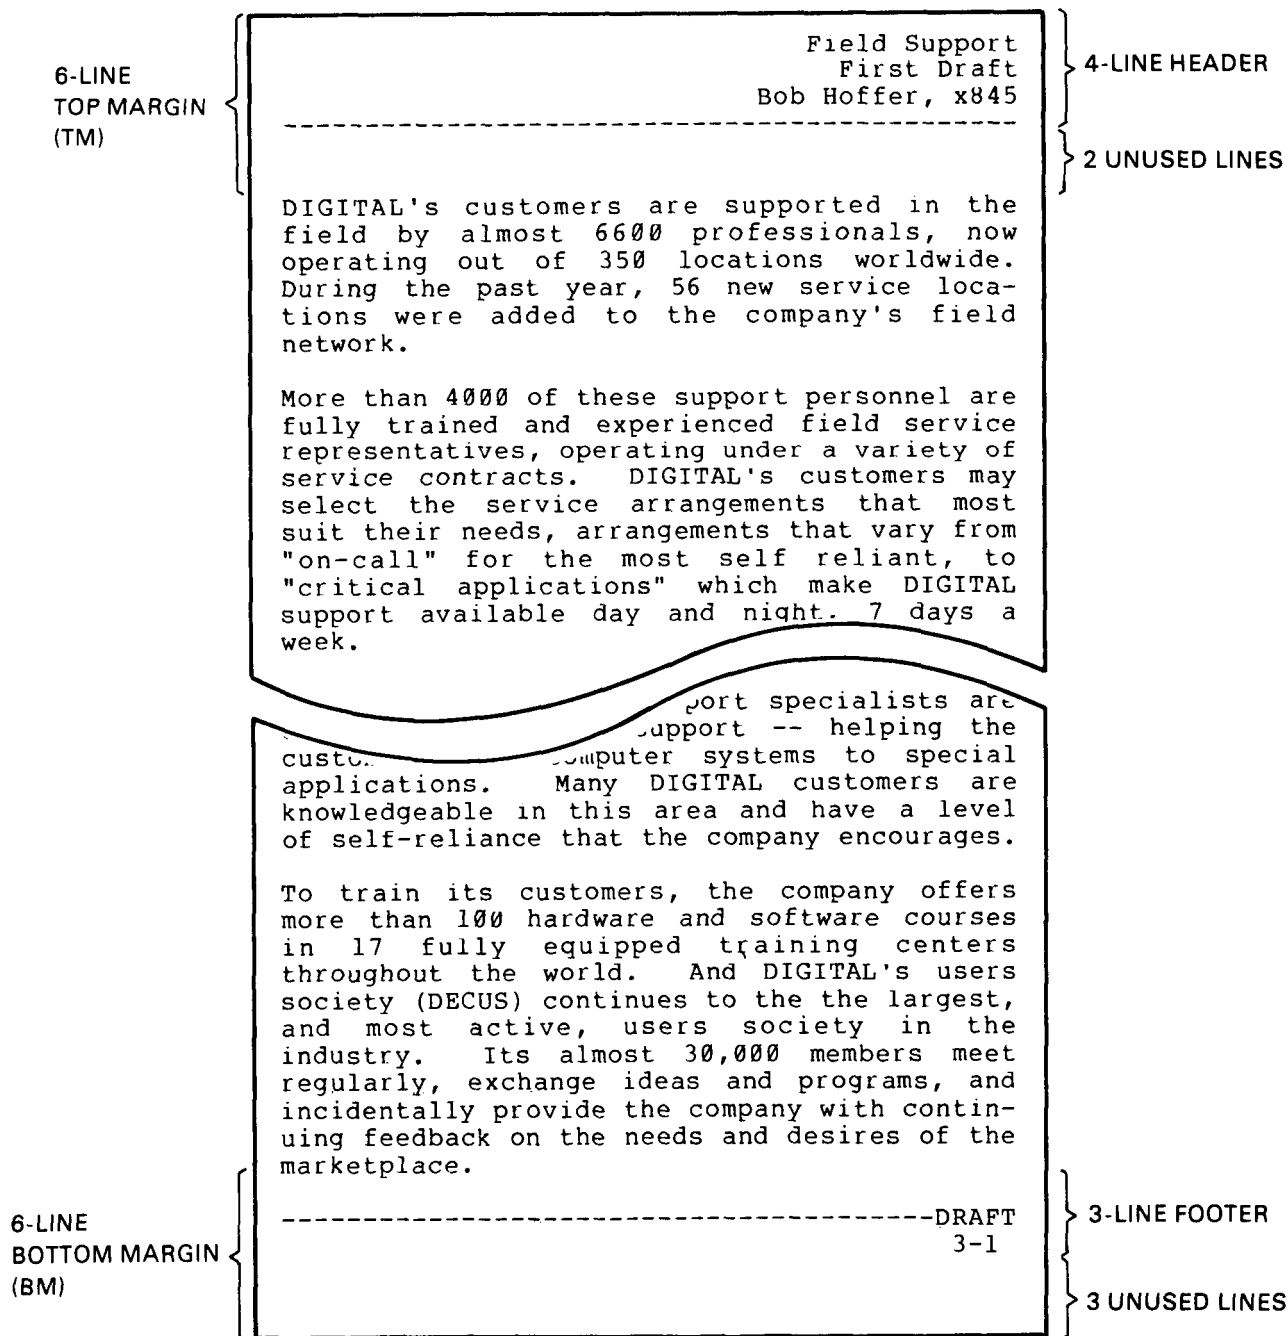 6-LINE
TOP MARGIN
(TM)
Field Support
First Draft
Bob Hoffer, x845
4-LINE HEADER
2 UNUSED LINES
DIGITAL's customers are supported in the
field by almost 6600 professionals, now
operating out of 350 locations worldwide.
During the past year, 56 new service loca-
tions were added to the company's field
network.
More than 4000 of these support personnel are
fully trained and experienced field service
representatives, operating under a variety of
service contracts. DIGITAL's customers may
select the service arrangements that most
suit their needs, arrangements that vary from
"on-call" for the most self reliant, to
"critical applications" which make DIGITAL
support available day and night, 7 days a
week.
specialists are
-- helping the
systems to special
applications. Many DIGITAL customers are
knowledgeable in this area and have a level
of self-reliance that the company encourages.
To train its customers, the company offers
more than 100 hardware and software courses
in 17 fully equipped training centers
throughout the world. And DIGITAL's users
society (DECUS) continues to the the largest,
and most active, users society in the
industry. Its almost 30,000 members meet
regularly, exchange ideas and programs, and
incidentally provide the company with contin-
uing feedback on the needs and desires of the
marketplace.
----------------------------------------DRAFT
3-1
6-LINE
BOTTOM MARGIN
(BM)
3-LINE FOOTER
3 UNUSED LINES